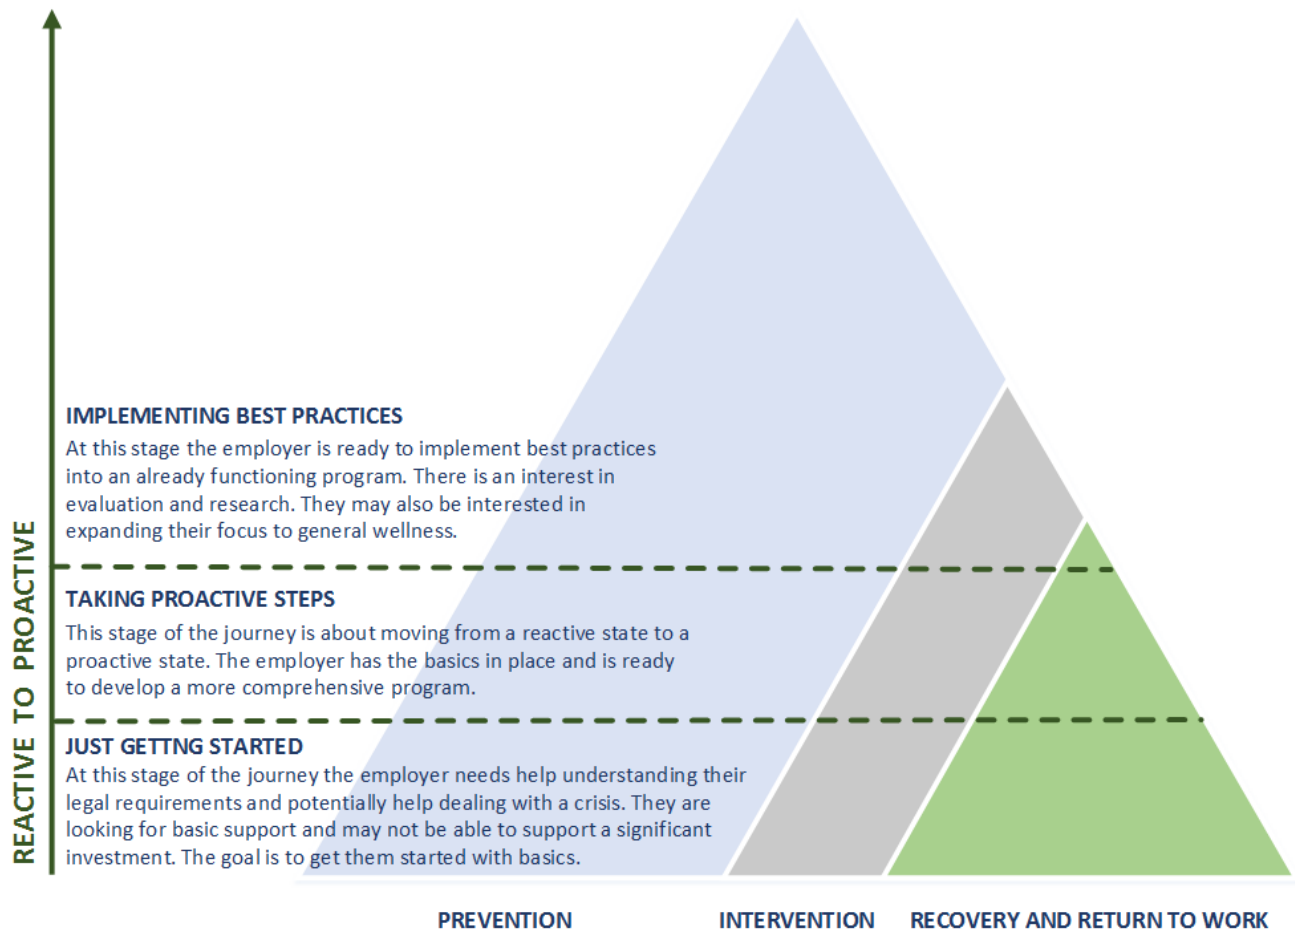 IMPLEMENTING BEST PRACTICES
At this stage the employer is ready to implement best practices
into an already functioning program. There is an interest in
evaluation and research. They may also be interested in
expanding their focus to general wellness.
TAKING PROACTIVE STEPS
This stage of the journey is about moving from a reactive state to a
proactive state. The employer has the basics in place and is ready
to develop a more comprehensive program.
JUST GETTNG STARTED
At this stage of the journey the employer needs help understanding their
legal requirements and potentially help dealing with a crisis. They are
looking for basic support and may not be able to support a significant
investment. The goal is to get them started with basics.
REACTIVE TO PROACTIVE
PREVENTION
INTERVENTION
RECOVERY AND RETURN TO WORK